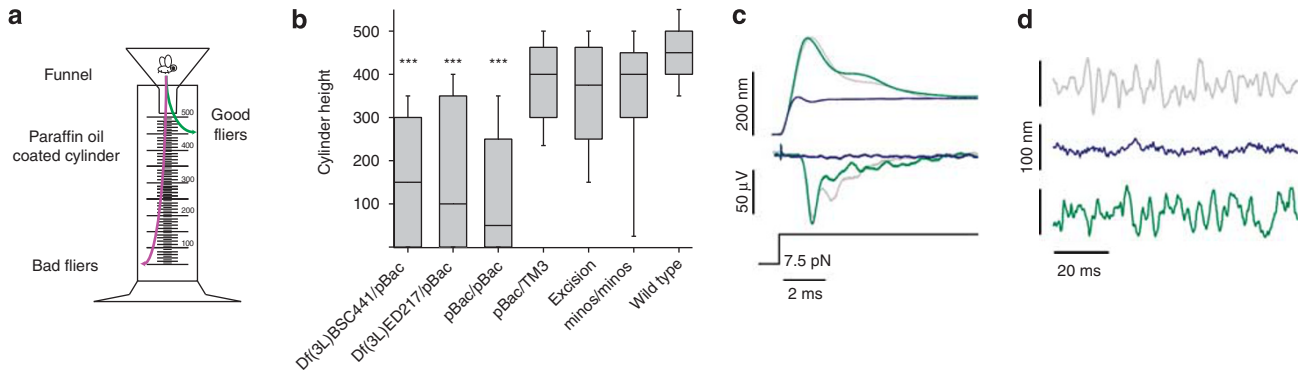 a
Funnel
Paraffin oil
coated cylinder
Bad fliers
Good
fliers
500
400
300
200
100
b
Cylinder height
500
400
300
200
100
***
***
***
Df(3L)BSC441/pBac
Df(3L)ED217/pBac
pBac/pBac
pBac/TM3
Excision
minos/minos
Wild type
c
200 nm
50 µV
7.5 pN
2 ms
d
100 nm
20 ms